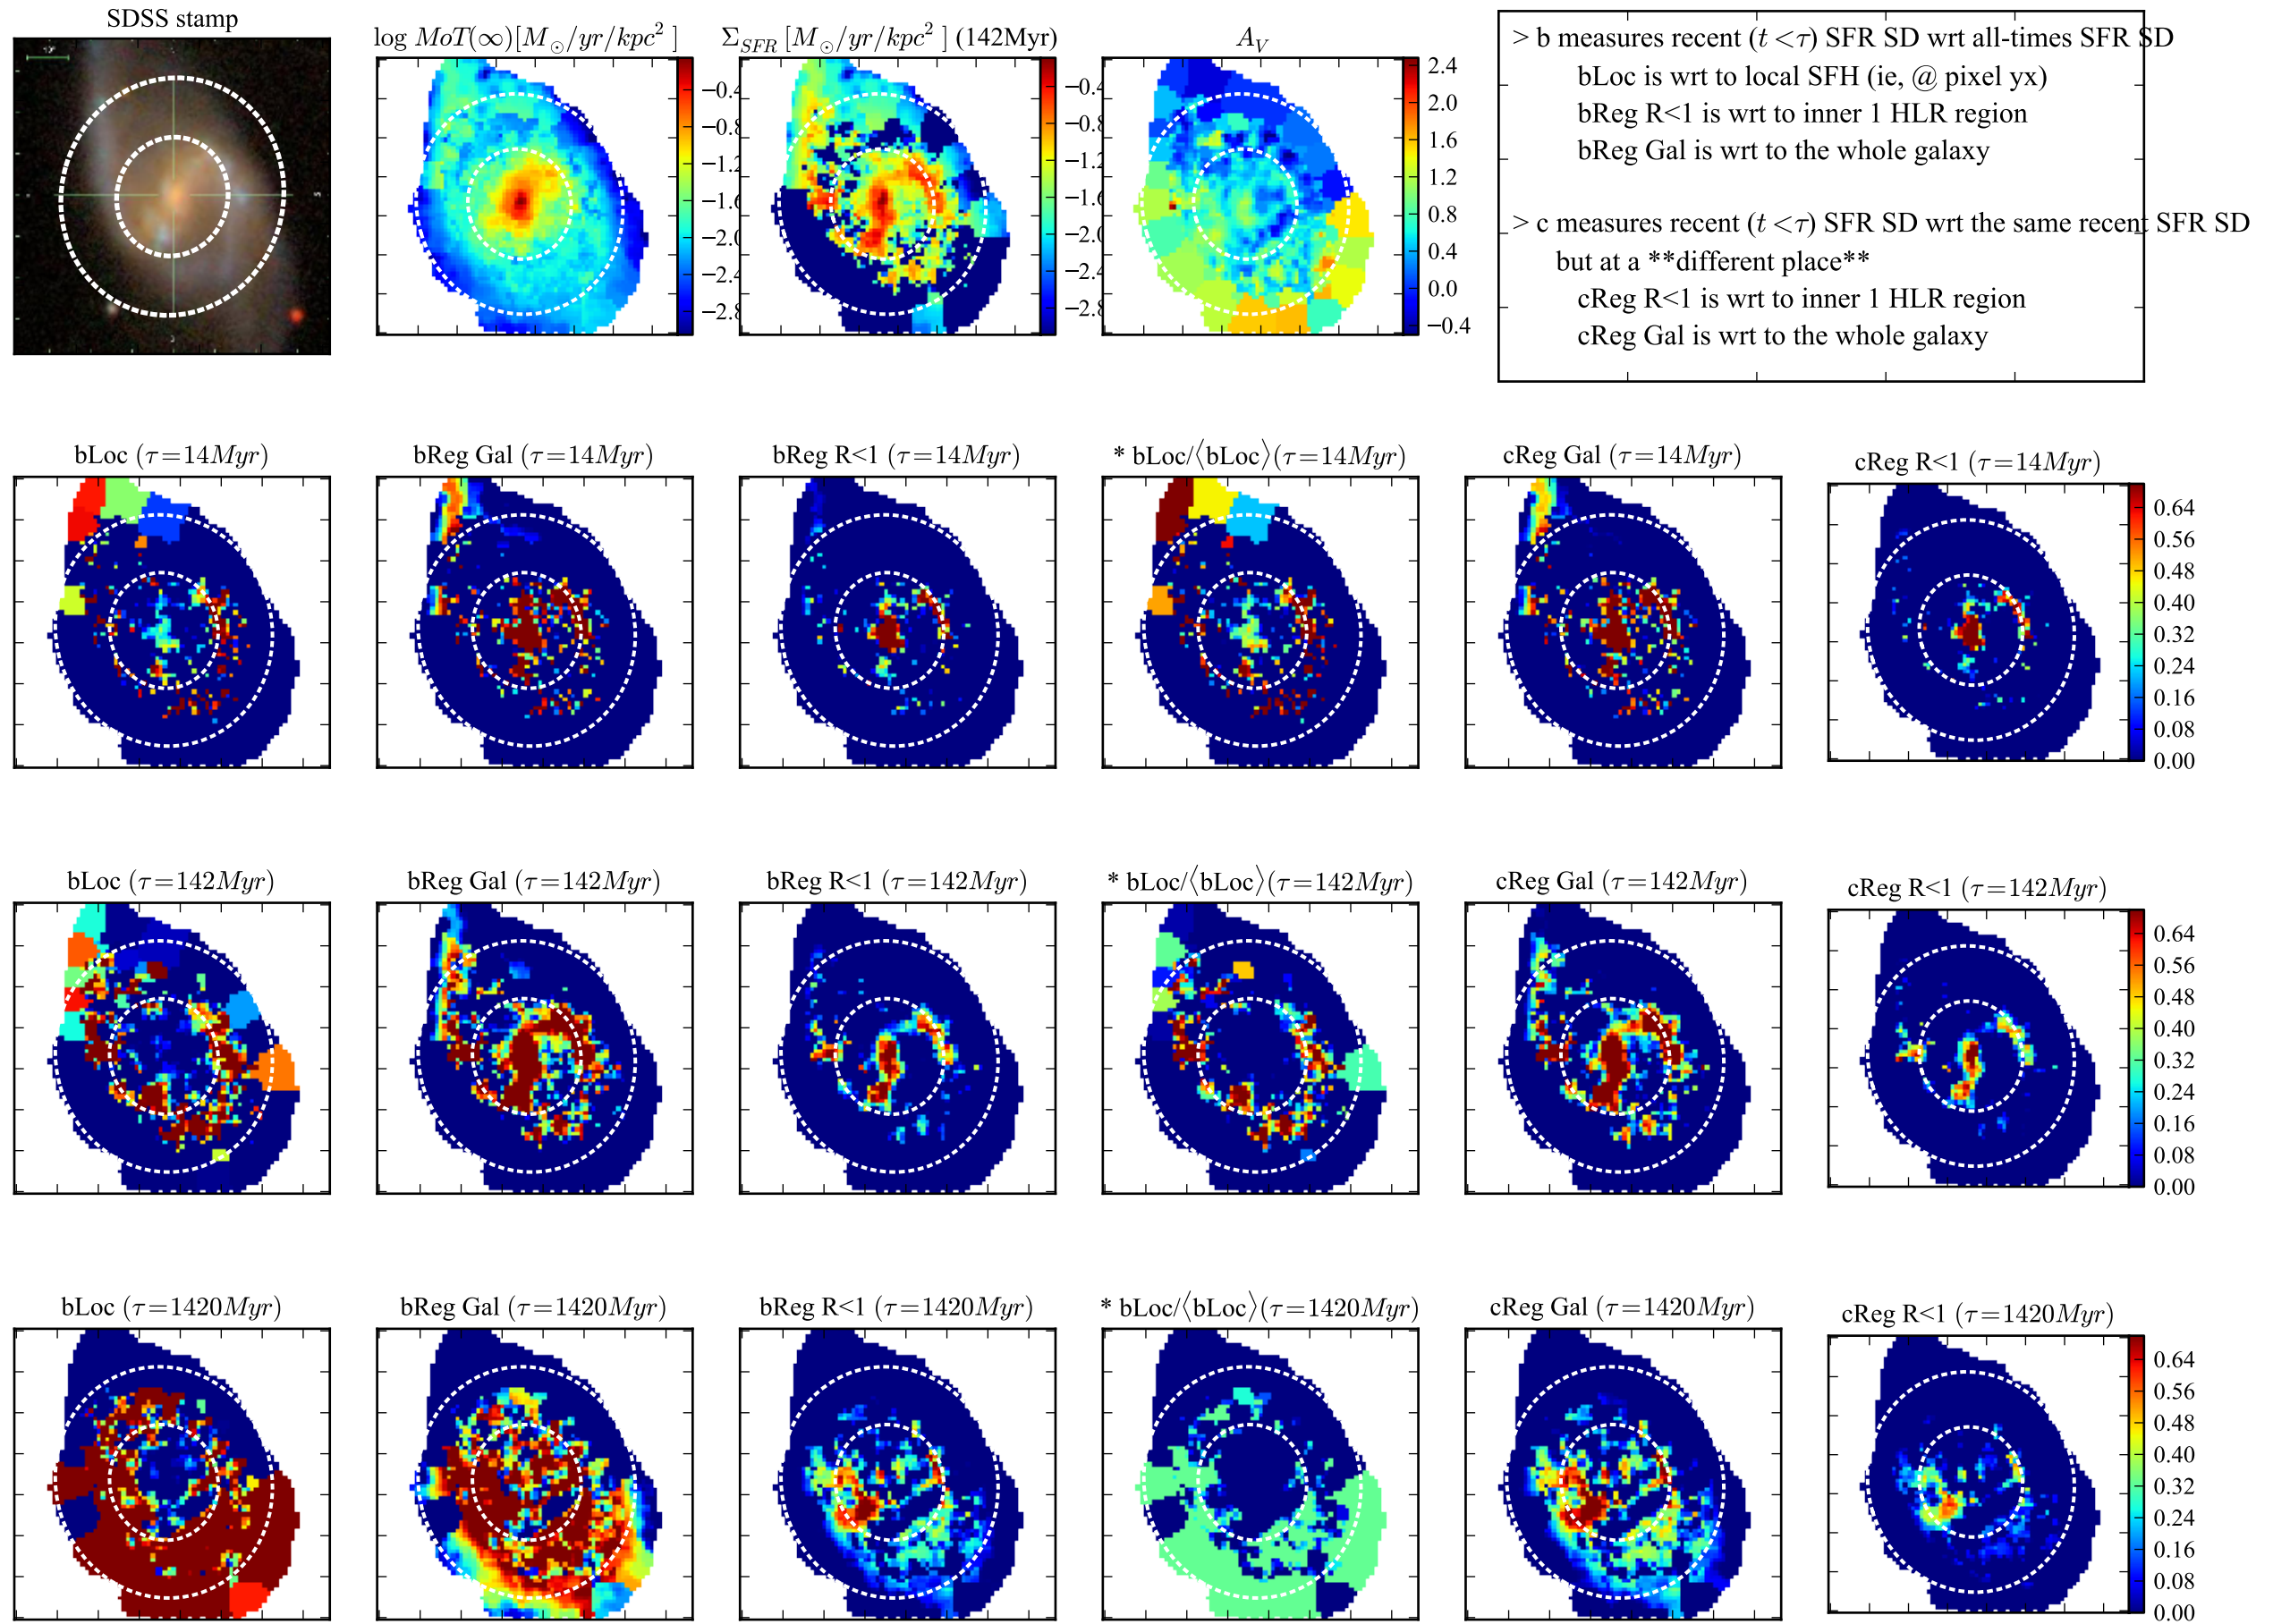 SDSS stamp
log MoT(∞)[M⊙/yr/kpc² ]
Σ_SFR [M⊙/yr/kpc² ] (142Myr)
A_V
−0.4
−0.8
−1.2
−1.6
−2.0
−2.4
−2.8
−0.4
−0.8
−1.2
−1.6
−2.0
−2.4
−2.8
2.4
2.0
1.6
1.2
0.8
0.4
0.0
−0.4
> b measures recent (t <τ) SFR SD wrt all-times SFR SD
bLoc is wrt to local SFH (ie, @ pixel yx)
bReg R<1 is wrt to inner 1 HLR region
bReg Gal is wrt to the whole galaxy
> c measures recent (t <τ) SFR SD wrt the same recent SFR SD
but at a **different place**
cReg R<1 is wrt to inner 1 HLR region
cReg Gal is wrt to the whole galaxy
bLoc (τ=14Myr)
bReg Gal (τ=14Myr)
bReg R<1 (τ=14Myr)
* bLoc/⟨bLoc⟩(τ=14Myr)
cReg Gal (τ=14Myr)
cReg R<1 (τ=14Myr)
0.64
0.56
0.48
0.40
0.32
0.24
0.16
0.08
0.00
bLoc (τ=142Myr)
bReg Gal (τ=142Myr)
bReg R<1 (τ=142Myr)
* bLoc/⟨bLoc⟩(τ=142Myr)
cReg Gal (τ=142Myr)
cReg R<1 (τ=142Myr)
0.64
0.56
0.48
0.40
0.32
0.24
0.16
0.08
0.00
bLoc (τ=1420Myr)
bReg Gal (τ=1420Myr)
bReg R<1 (τ=1420Myr)
* bLoc/⟨bLoc⟩(τ=1420Myr)
cReg Gal (τ=1420Myr)
cReg R<1 (τ=1420Myr)
0.64
0.56
0.48
0.40
0.32
0.24
0.16
0.08
0.00